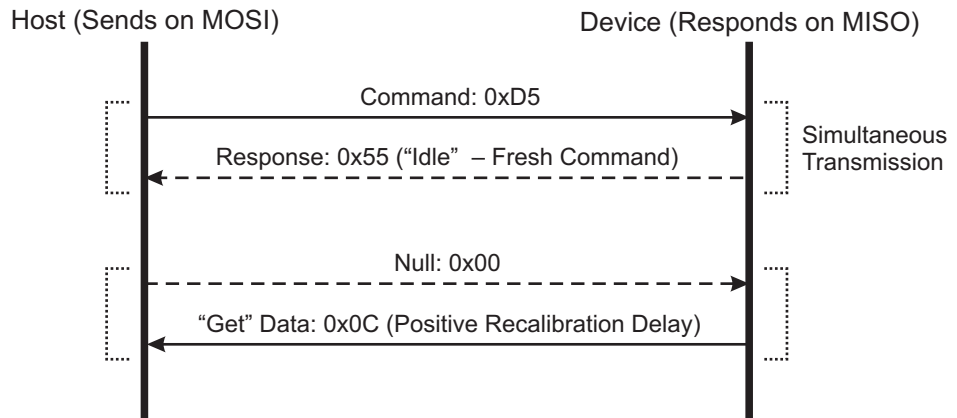 Host (Sends on MOSI)
Device (Responds on MISO)
Command: 0xD5
Response: 0x55 (“Idle” – Fresh Command)
Simultaneous
Transmission
Null: 0x00
“Get” Data: 0x0C (Positive Recalibration Delay)